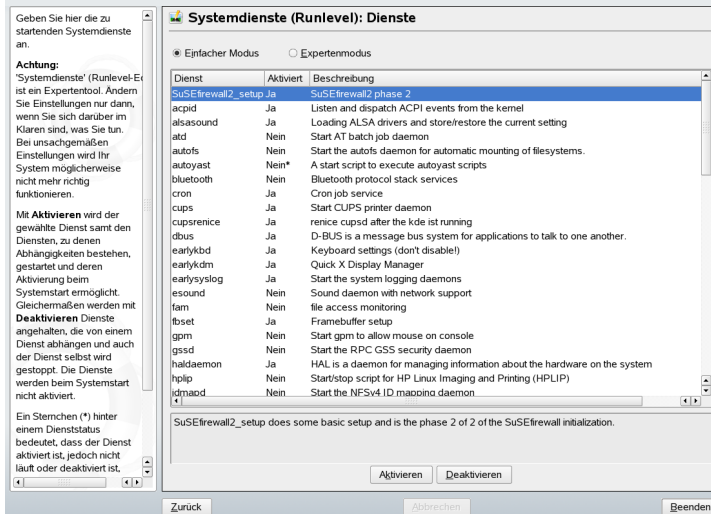 Geben Sie hier die zu
startenden Systemdienste
an.
Achtung:
'Systemdienste' (Runlevel-Ec
ist ein Expertentool. Ändern
Sie Einstellungen nur dann,
wenn Sie sich darüber im
Klaren sind, was Sie tun.
Bei unsachgemäßen
Einstellungen wird Ihr
System möglicherweise
nicht mehr richtig
funktionieren.
Mit Aktivieren wird der
gewählte Dienst samt den
Diensten, zu denen
Abhängigkeiten bestehen,
gestartet und deren
Aktivierung beim
Systemstart ermöglicht.
Gleichermaßen werden mit
Deaktivieren Dienste
angehalten, die von einem
Dienst abhängen und auch
der Dienst selbst wird
gestoppt. Die Dienste
werden beim Systemstart
nicht aktiviert.
Ein Sternchen (*) hinter
einem Dienststatus
bedeutet, dass der Dienst
aktiviert ist, jedoch nicht
läuft oder deaktiviert ist,
Systemdienste (Runlevel): Dienste
Einfacher Modus Expertenmodus
Dienst Aktiviert Beschreibung
SuSEfirewall2_setup Ja SuSEfirewall2 phase 2
acpid Ja Listen and dispatch ACPI events from the kernel
alsasound Ja Loading ALSA drivers and store/restore the current setting
atd Nein Start AT batch job daemon
autofs Nein Start the autofs daemon for automatic mounting of filesystems.
autoyast Nein* A start script to execute autoyast scripts
bluetooth Nein Bluetooth protocol stack services
cron Ja Cron job service
cups Ja Start CUPS printer daemon
cupsrenice Ja renice cupsd after the kde ist running
dbus Ja D-BUS is a message bus system for applications to talk to one another.
earlykbd Ja Keyboard settings (don't disable!)
earlykdm Ja Quick X Display Manager
earlysyslog Ja Start the system logging daemons
esound Nein Sound daemon with network support
fam Nein file access monitoring
fbset Ja Framebuffer setup
gpm Nein Start gpm to allow mouse on console
gssd Nein Start the RPC GSS security daemon
haldaemon Ja HAL is a daemon for managing information about the hardware on the system
hplip Nein Start/stop script for HP Linux Imaging and Printing (HPLIP)
idmapd Nein Start the NFSv4 ID mapping daemon
SuSEfirewall2_setup does some basic setup and is the phase 2 of 2 of the SuSEfirewall initialization.
Aktivieren Deaktivieren
Zurück Abbrechen Beenden